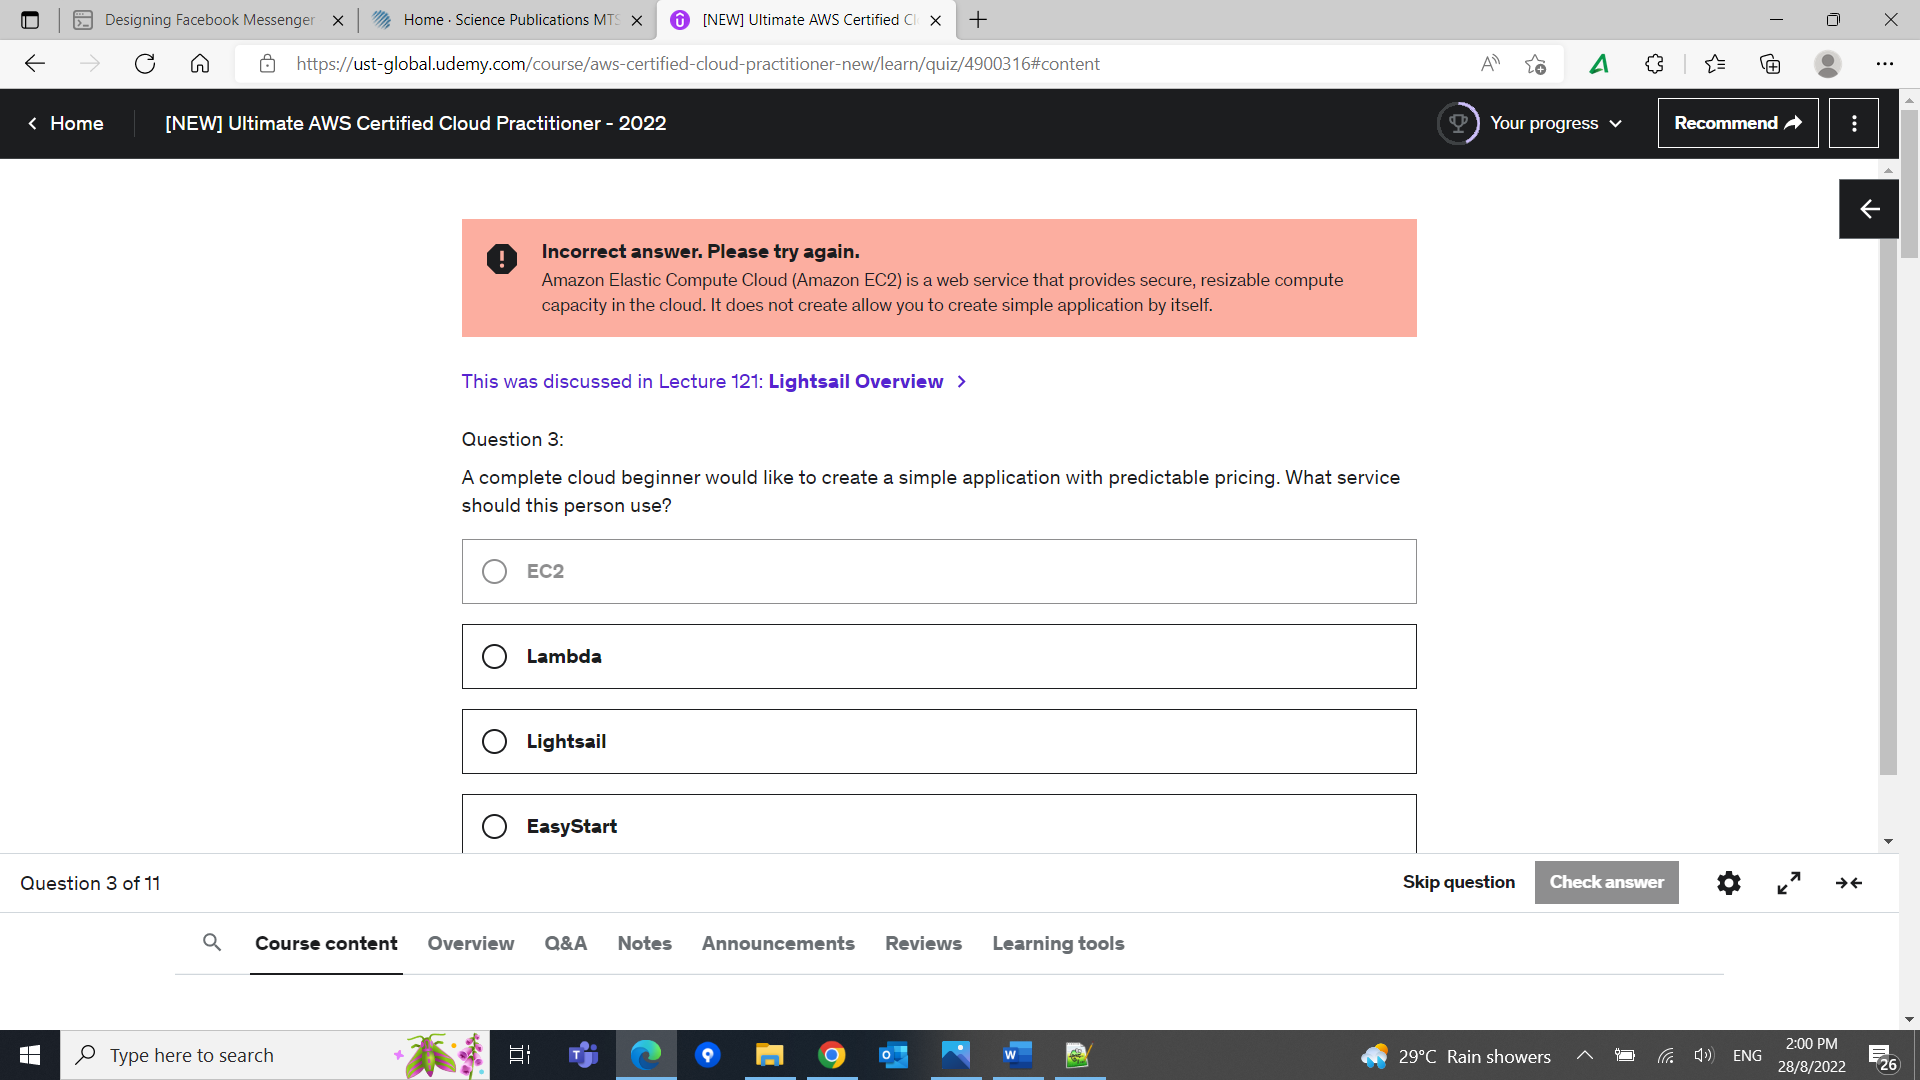 Designing Facebook Messenger
Home · Science Publications MTS
[NEW] Ultimate AWS Certified Cl
https://ust-global.udemy.com/course/aws-certified-cloud-practitioner-new/learn/quiz/4900316#content
Home
[NEW] Ultimate AWS Certified Cloud Practitioner - 2022
Your progress
Recommend
Incorrect answer. Please try again.
Amazon Elastic Compute Cloud (Amazon EC2) is a web service that provides secure, resizable compute
capacity in the cloud. It does not create allow you to create simple application by itself.
This was discussed in Lecture 121: Lightsail Overview
Question 3:
A complete cloud beginner would like to create a simple application with predictable pricing. What service
should this person use?
EC2
Lambda
Lightsail
EasyStart
Question 3 of 11
Skip question
Check answer
Course content Overview Q&A Notes Announcements Reviews Learning tools
Type here to search
29°C Rain showers
ENG
2:00 PM
28/8/2022
26